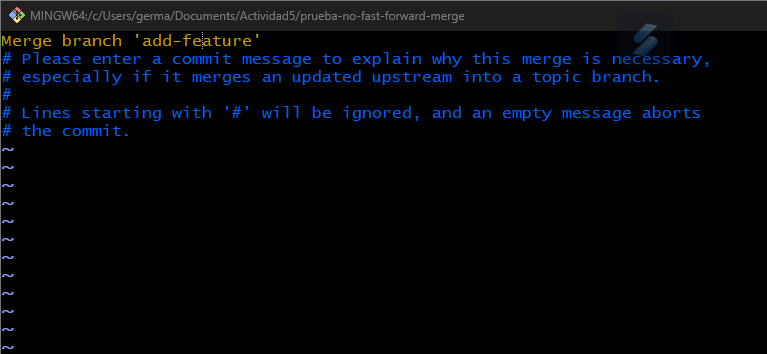 MINGW64:/c/Users/germa/Documents/Actividad5/prueba-no-fast-forward-merge
Merge branch 'add-feature'
# Please enter a commit message to explain why this merge is necessary,
# especially if it merges an updated upstream into a topic branch.
#
# Lines starting with '#' will be ignored, and an empty message aborts
# the commit.
~
~
~
~
~
~
~
~
~
~
~
~